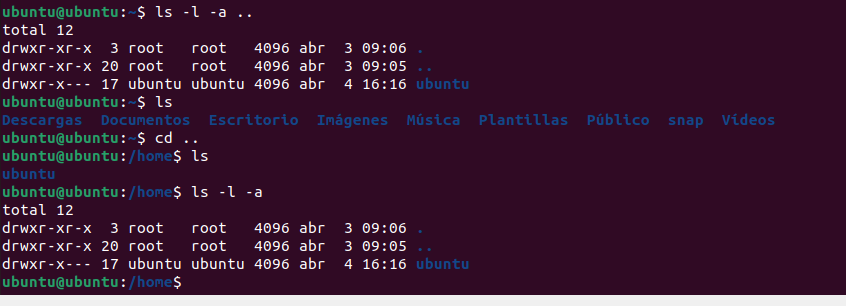 ubuntu@ubuntu:~$ ls -l -a ..
total 12
drwxr-xr-x  3 root   root   4096 abr  3 09:06 .
drwxr-xr-x 20 root   root   4096 abr  3 09:05 ..
drwxr-x--- 17 ubuntu ubuntu 4096 abr  4 16:16 ubuntu
ubuntu@ubuntu:~$ ls
Descargas  Documentos  Escritorio  Imágenes  Música  Plantillas  Público  snap  Vídeos
ubuntu@ubuntu:~$ cd ..
ubuntu@ubuntu:/home$ ls
ubuntu
ubuntu@ubuntu:/home$ ls -l -a
total 12
drwxr-xr-x  3 root   root   4096 abr  3 09:06 .
drwxr-xr-x 20 root   root   4096 abr  3 09:05 ..
drwxr-x--- 17 ubuntu ubuntu 4096 abr  4 16:16 ubuntu
ubuntu@ubuntu:/home$